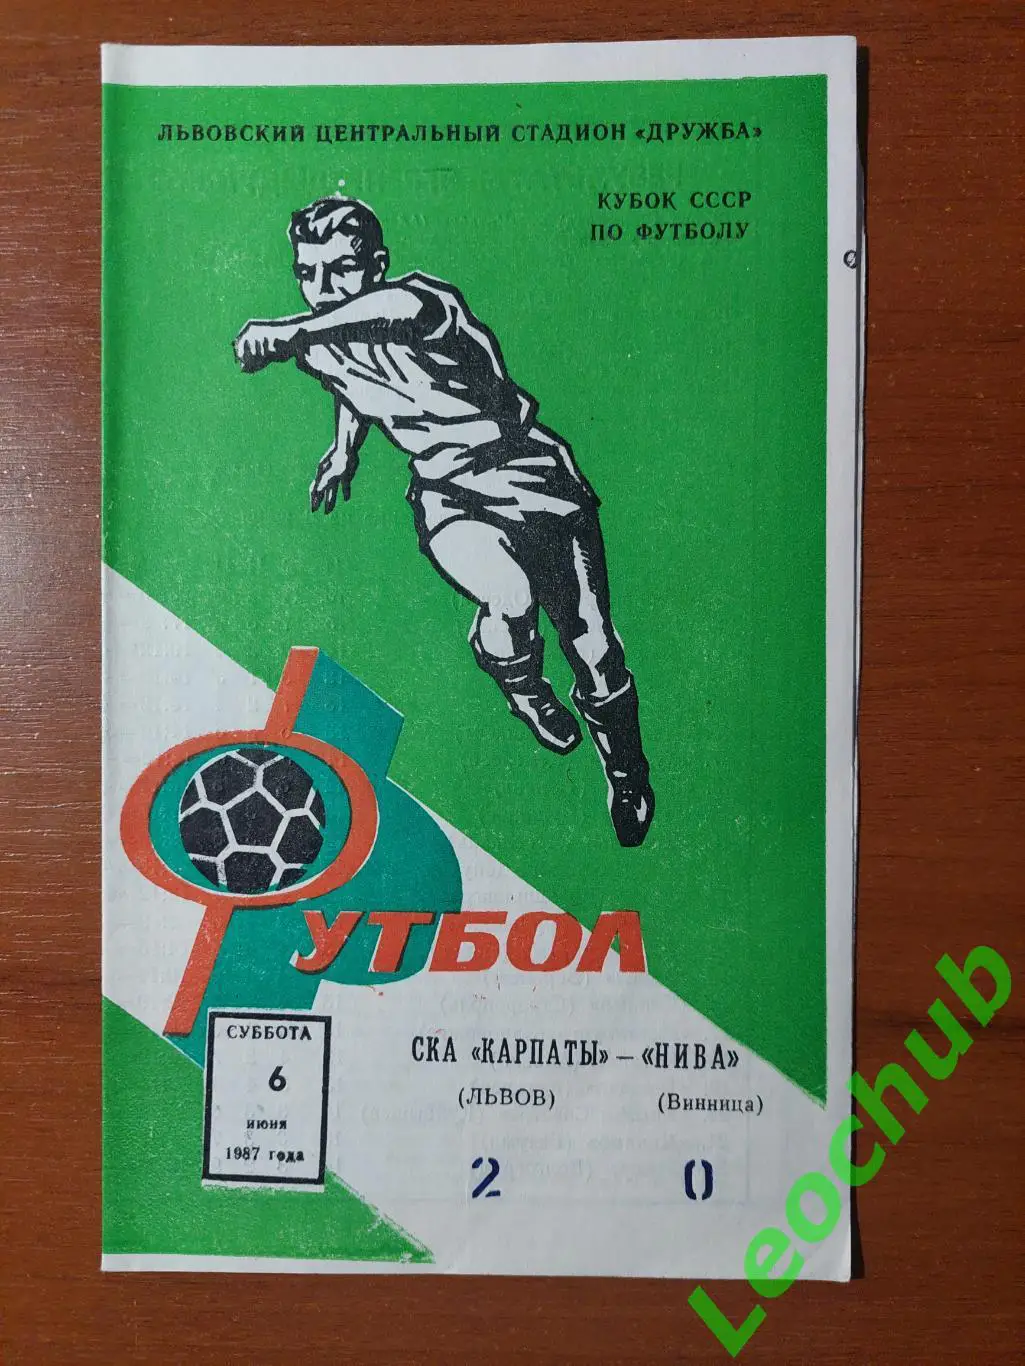 ЛЬВОВСКИЙ ЦЕНТРАЛЬНЫЙ СТАДИОН «ДРУЖБА»
КУБОК СССР
ПО ФУТБОЛУ
ФУТБОЛ
СУББОТА
6
июня
1987 года
СКА «КАРПАТЫ» — «НИВА»
(ЛЬВОВ) (Винница)
2 0
Leochub